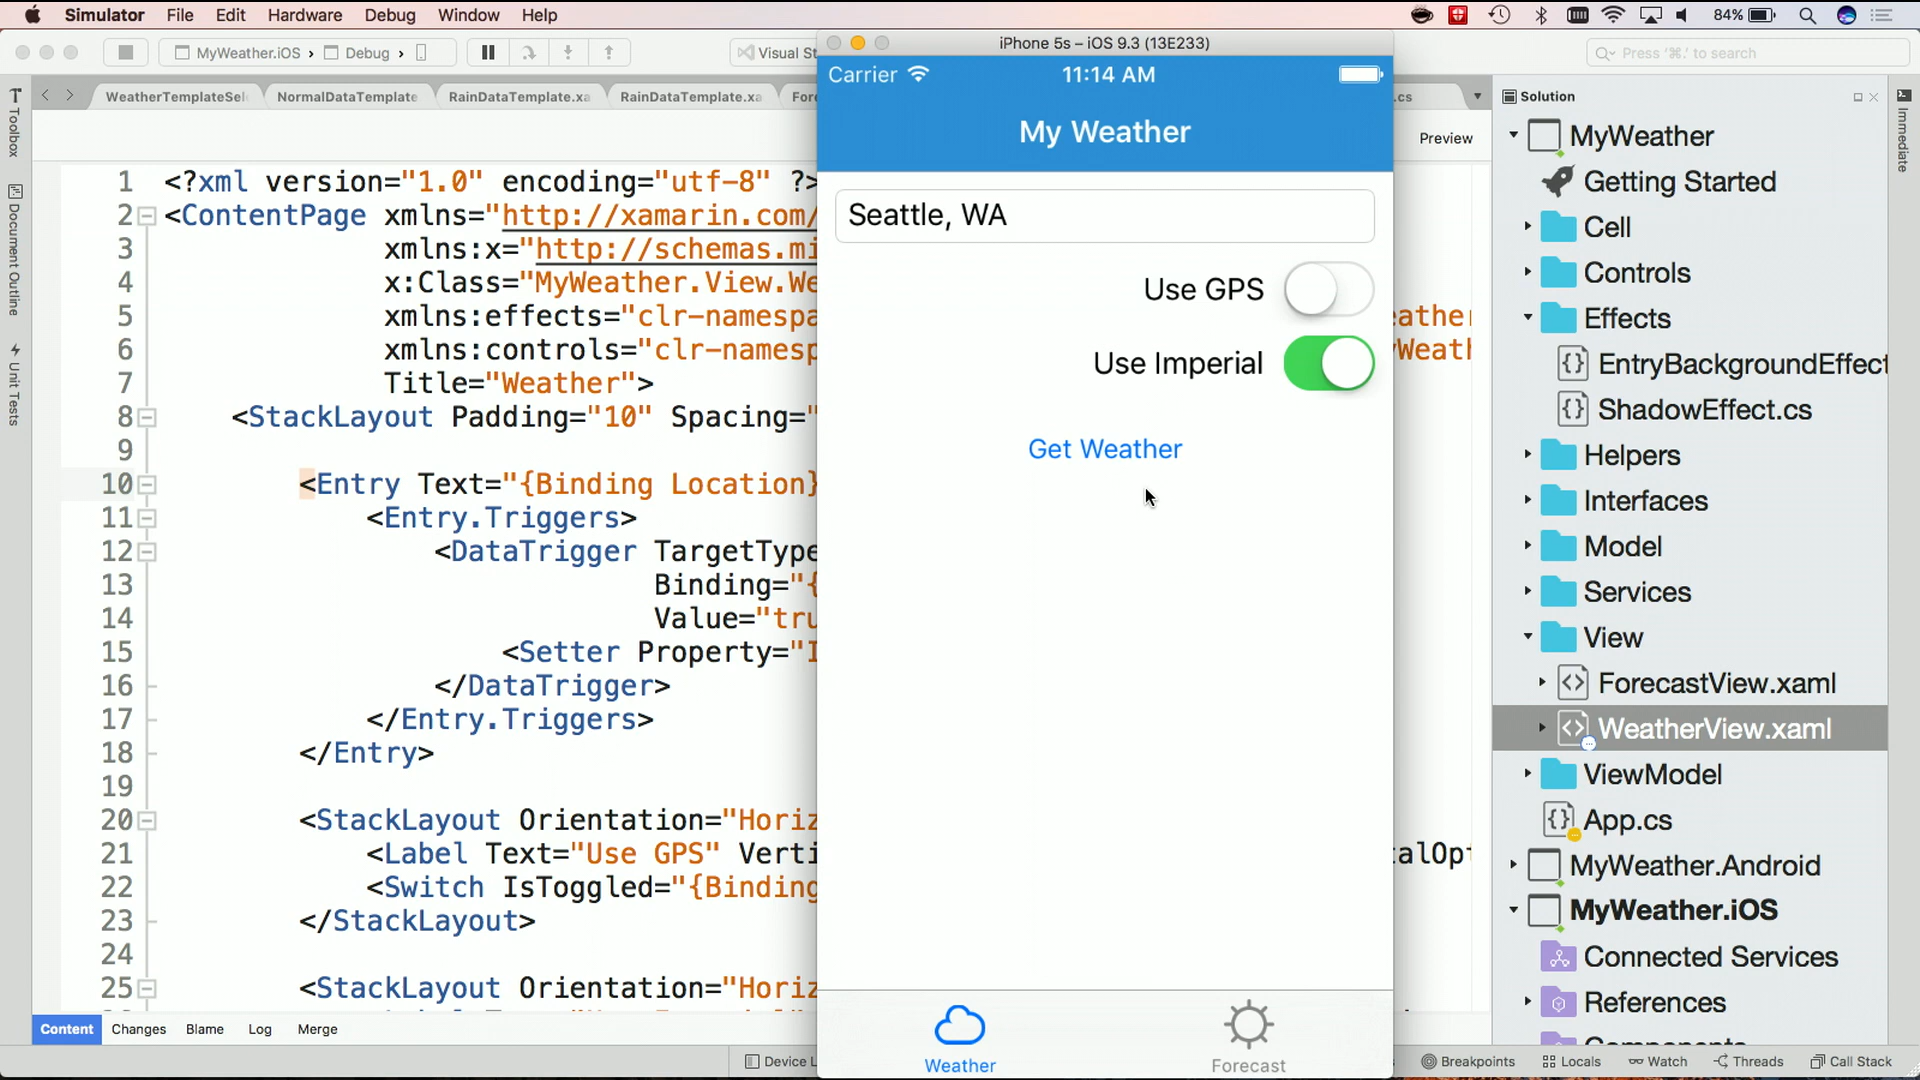 Simulator File Edit Hardware Debug Window Help
84%
MyWeather.iOS › Debug ›
Visual St
iPhone 5s – iOS 9.3 (13E233)
Press '⌘.' to search
WeatherTemplateSel
NormalDataTemplate
RainDataTemplate.xa
RainDataTemplate.xa
Fore
.cs
Preview
Toolbox
Document Outline
Unit Tests
<?xml version="1.0" encoding="utf-8" ?>
1
2 <ContentPage xmlns="http://xamarin.com/
3 xmlns:x="http://schemas.mi
4 x:Class="MyWeather.View.We
5 xmlns:effects="clr-namespa
eather
6 xmlns:controls="clr-namesp
yWeath
7 Title="Weather">
8 <StackLayout Padding="10" Spacing="
9
10 <Entry Text="{Binding Location}
11 <Entry.Triggers>
12 <DataTrigger TargetType
13 Binding="{
14 Value="tru
15 <Setter Property="I
16 </DataTrigger>
17 </Entry.Triggers>
18 </Entry>
19
20 <StackLayout Orientation="Horiz
21 <Label Text="Use GPS" Verti
alOpt
22 <Switch IsToggled="{Binding
23 </StackLayout>
24
25 <StackLayout Orientation="Horiz
Content Changes Blame Log Merge
Carrier 11:14 AM
My Weather
Seattle, WA
Use GPS
Use Imperial
Get Weather
Weather
Forecast
Solution
MyWeather
Getting Started
Cell
Controls
Effects
EntryBackgroundEffect
ShadowEffect.cs
Helpers
Interfaces
Model
Services
View
ForecastView.xaml
WeatherView.xaml
ViewModel
App.cs
MyWeather.Android
MyWeather.iOS
Connected Services
References
Immediate
Device L
Breakpoints Locals Watch Threads Call Stack